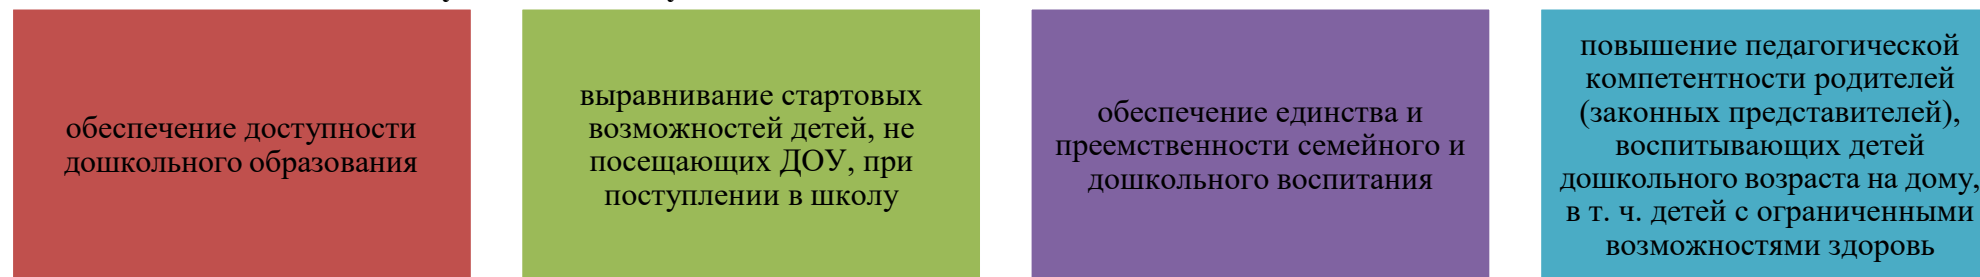 обеспечение доступности
дошкольного образования
выравнивание стартовых
возможностей детей, не
посещающих ДОУ, при
поступлении в школу
обеспечение единства и
преемственности семейного и
дошкольного воспитания
повышение педагогической
компетентности родителей
(законных представителей),
воспитывающих детей
дошкольного возраста на дому,
в т. ч. детей с ограниченными
возможностями здоровь